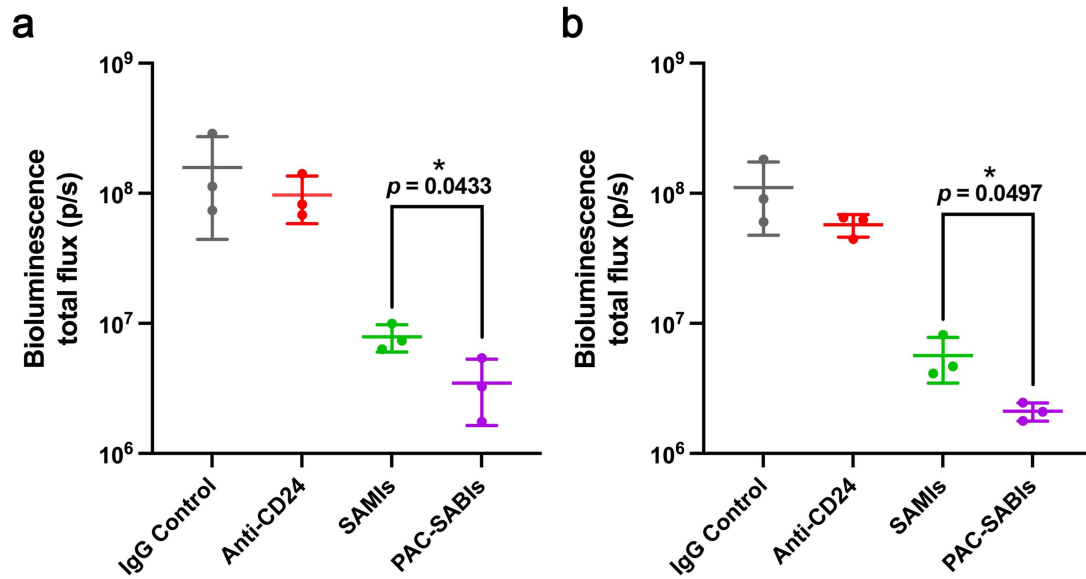 a
Bioluminescence
total flux (p/s)
10⁹
10⁸
10⁷
10⁶
*
p = 0.0433
IgG Control
Anti-CD24
SAMIs
PAC-SABIs
b
Bioluminescence
total flux (p/s)
10⁹
10⁸
10⁷
10⁶
*
p = 0.0497
IgG Control
Anti-CD24
SAMIs
PAC-SABIs